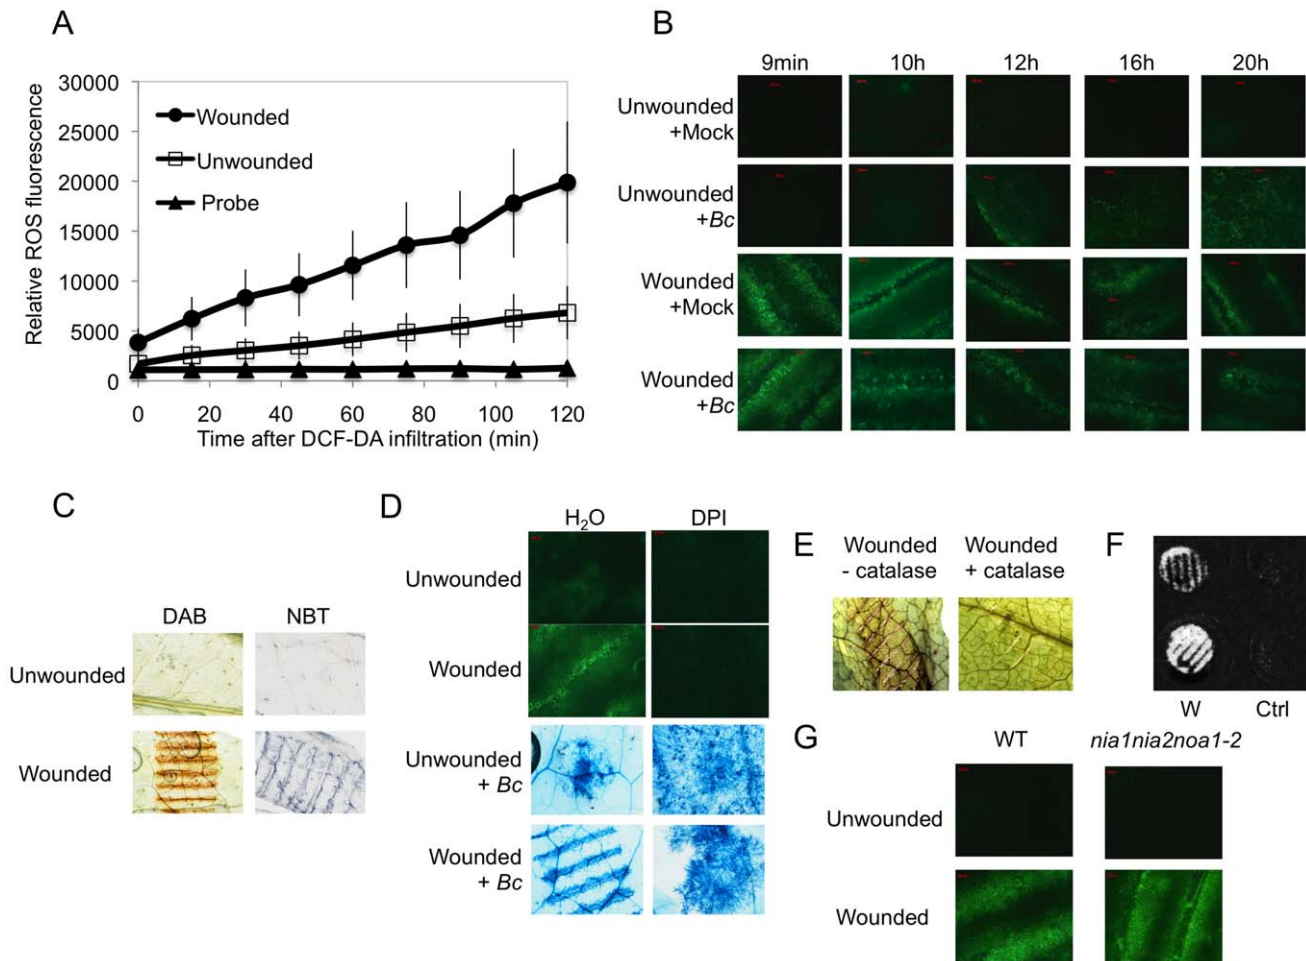 A
30000
25000
20000
15000
10000
5000
0
Relative ROS fluorescence
Wounded
Unwounded
Probe
0 20 40 60 80 100 120
Time after DCF-DA infiltration (min)
B
9min 10h 12h 16h 20h
Unwounded
+Mock
Unwounded
+Bc
Wounded
+Mock
Wounded
+Bc
C
DAB NBT
Unwounded
Wounded
D
H₂O DPI
Unwounded
Wounded
Unwounded
+ Bc
Wounded
+ Bc
E
Wounded
- catalase
Wounded
+ catalase
F
W Ctrl
G
WT nia1nia2noa1-2
Unwounded
Wounded